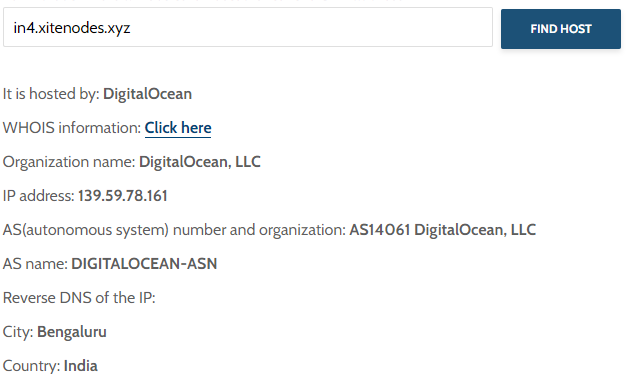 in4.xitenodes.xyz
FIND HOST
It is hosted by: DigitalOcean
WHOIS information: Click here
Organization name: DigitalOcean, LLC
IP address: 139.59.78.161
AS(autonomous system) number and organization: AS14061 DigitalOcean, LLC
AS name: DIGITALOCEAN-ASN
Reverse DNS of the IP:
City: Bengaluru
Country: India